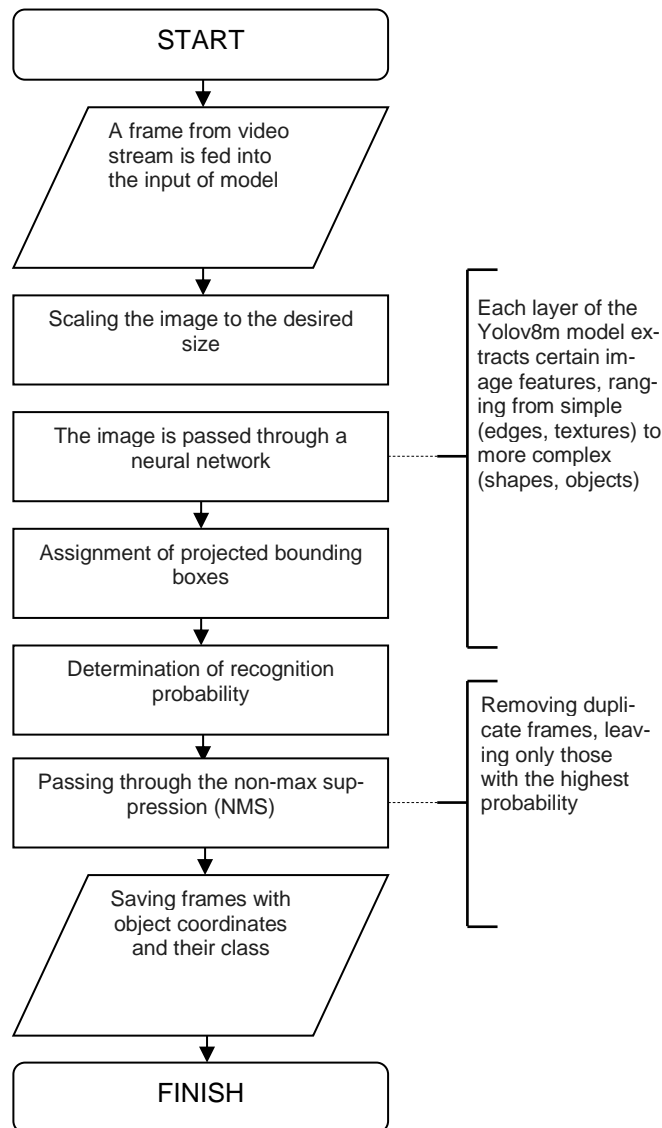 START
A frame from video
stream is fed into
the input of model
Scaling the image to the desired
size
Each layer of the
Yolov8m model ex-
tracts certain im-
age features, rang-
ing from simple
(edges, textures) to
more complex
(shapes, objects)
The image is passed through a
neural network
Assignment of projected bounding
boxes
Determination of recognition
probability
Passing through the non-max sup-
pression (NMS)
Removing dupli-
cate frames, leav-
ing only those
with the highest
probability
Saving frames with
object coordinates
and their class
FINISH